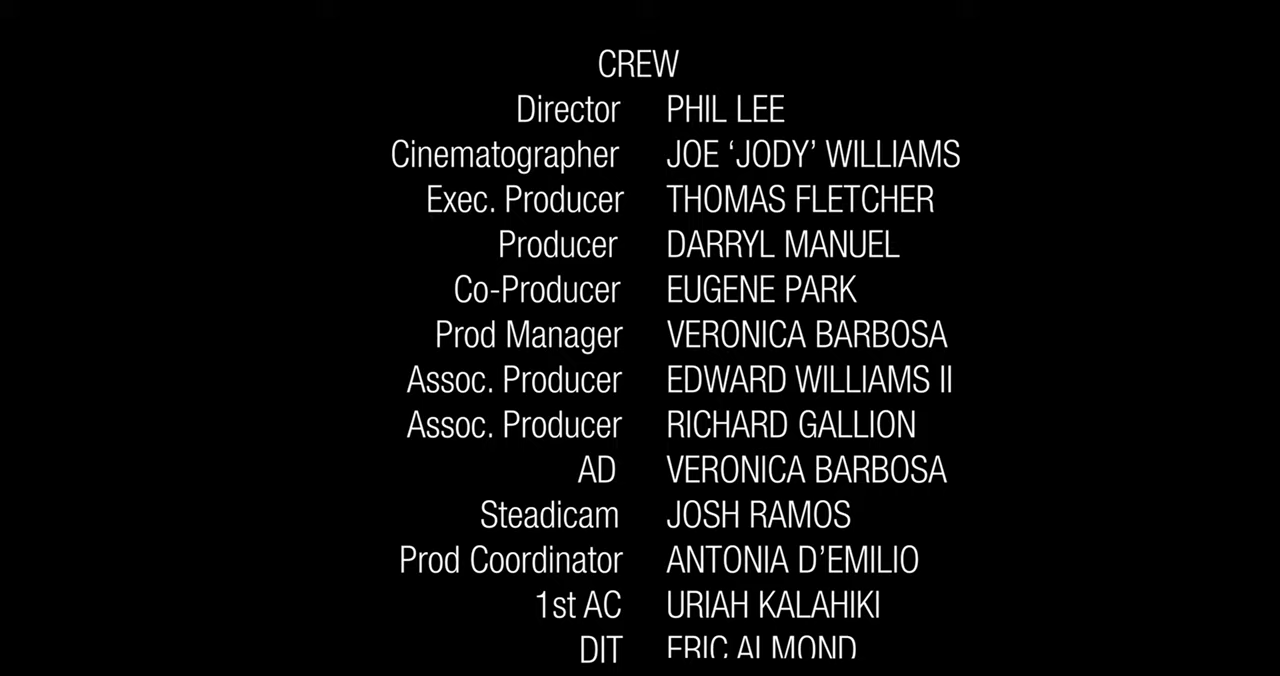 CREW
Director PHIL LEE
Cinematographer JOE ‘JODY’ WILLIAMS
Exec. Producer THOMAS FLETCHER
Producer DARRYL MANUEL
Co-Producer EUGENE PARK
Prod Manager VERONICA BARBOSA
Assoc. Producer EDWARD WILLIAMS II
Assoc. Producer RICHARD GALLION
AD VERONICA BARBOSA
Steadicam JOSH RAMOS
Prod Coordinator ANTONIA D’EMILIO
1st AC URIAH KALAHIKI
DIT ERIC ALMOND